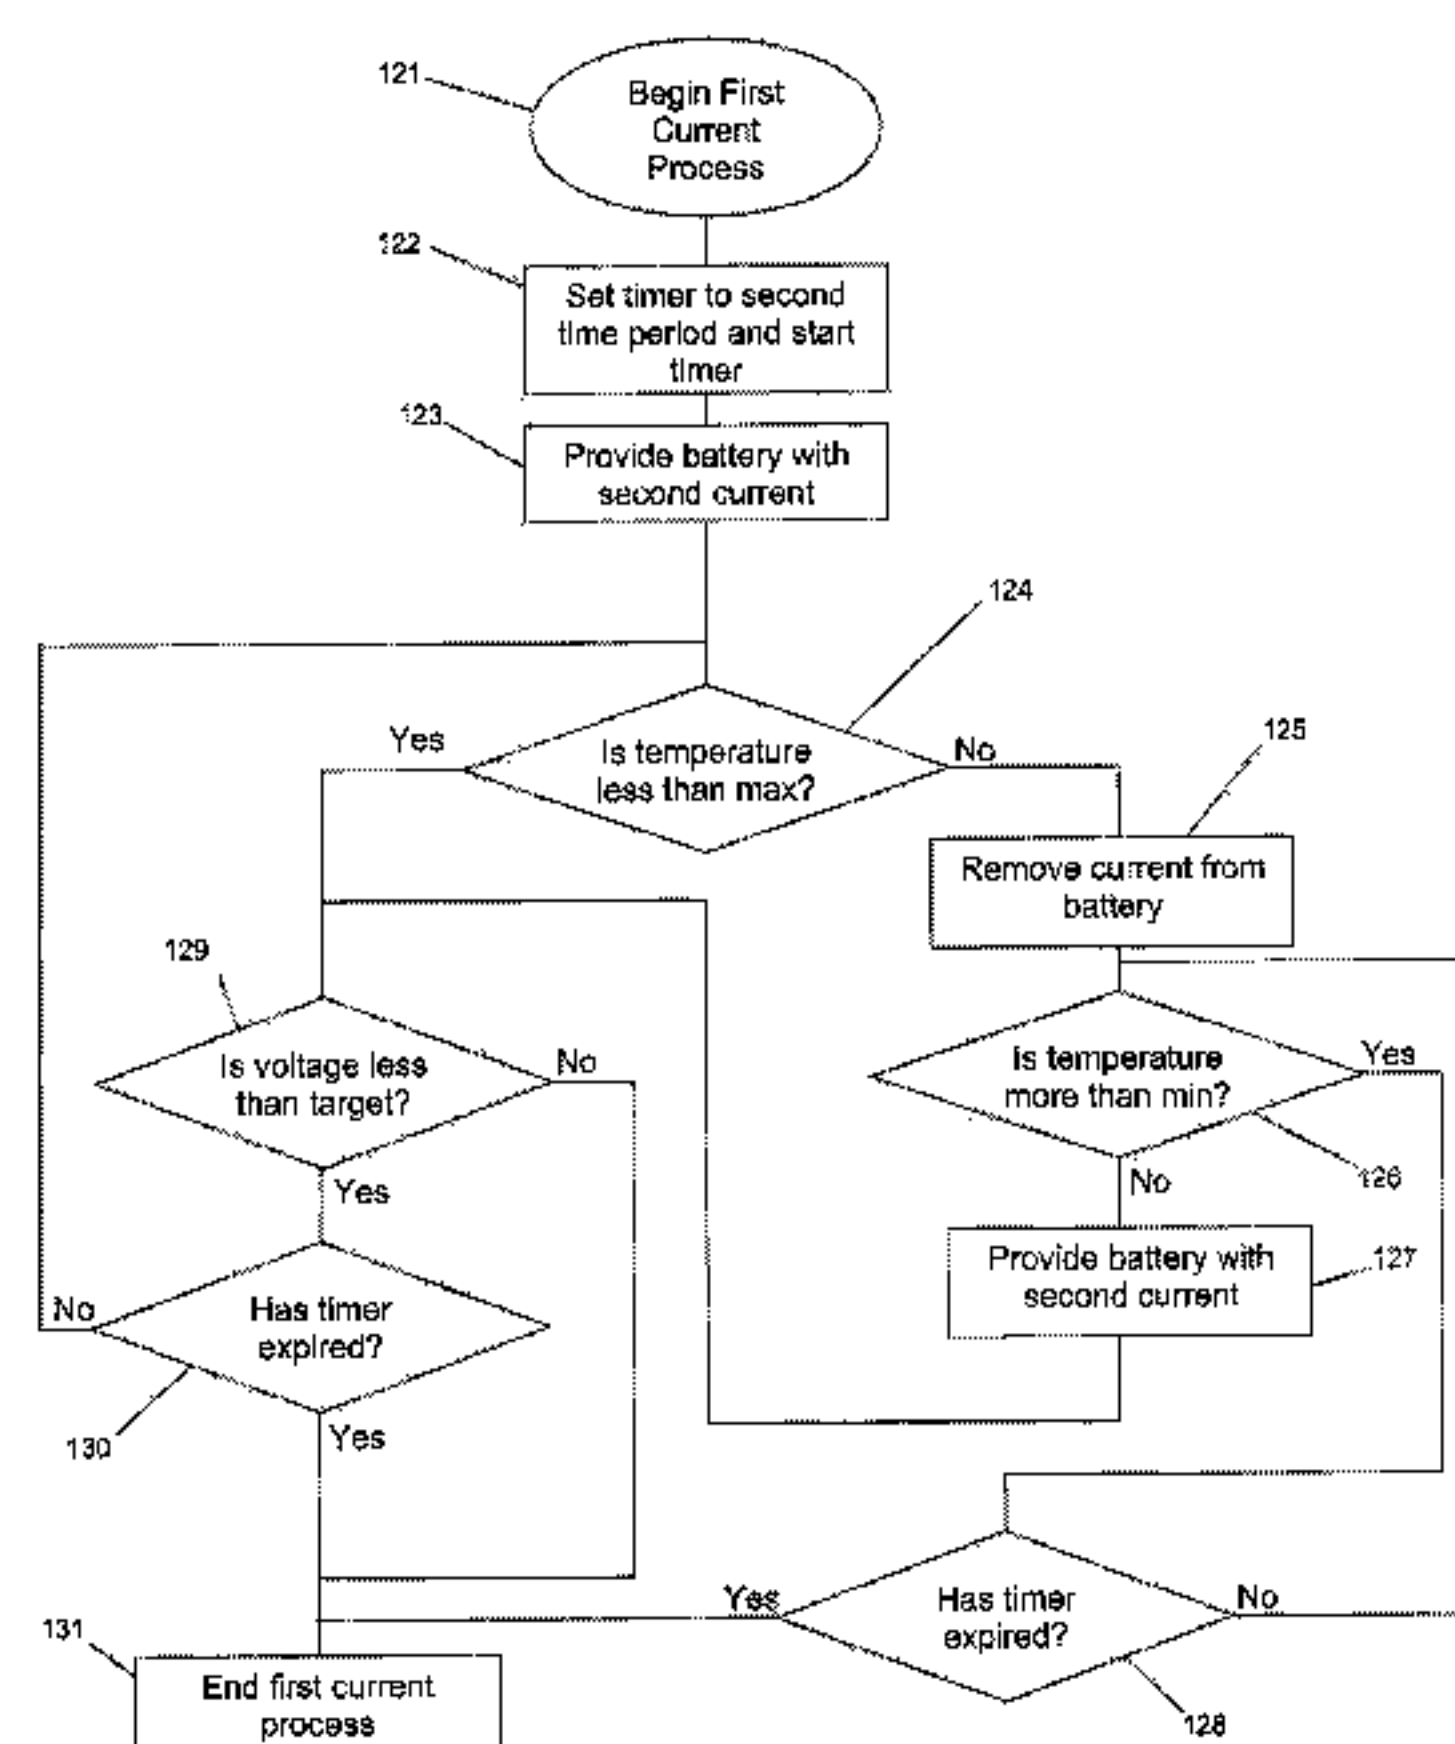 121
Begin First
Current
Process
122
Set timer to second
time period and start
timer
123
Provide battery with
second current
124
Yes
Is temperature
less than max?
No
125
Remove current from
battery
129
Is voltage less
than target?
No
Yes
Is temperature
more than min?
Yes
126
No
Provide battery with
second current
127
No
Has timer
expired?
130
Yes
Yes
Has timer
expired?
No
128
131
End first current
process